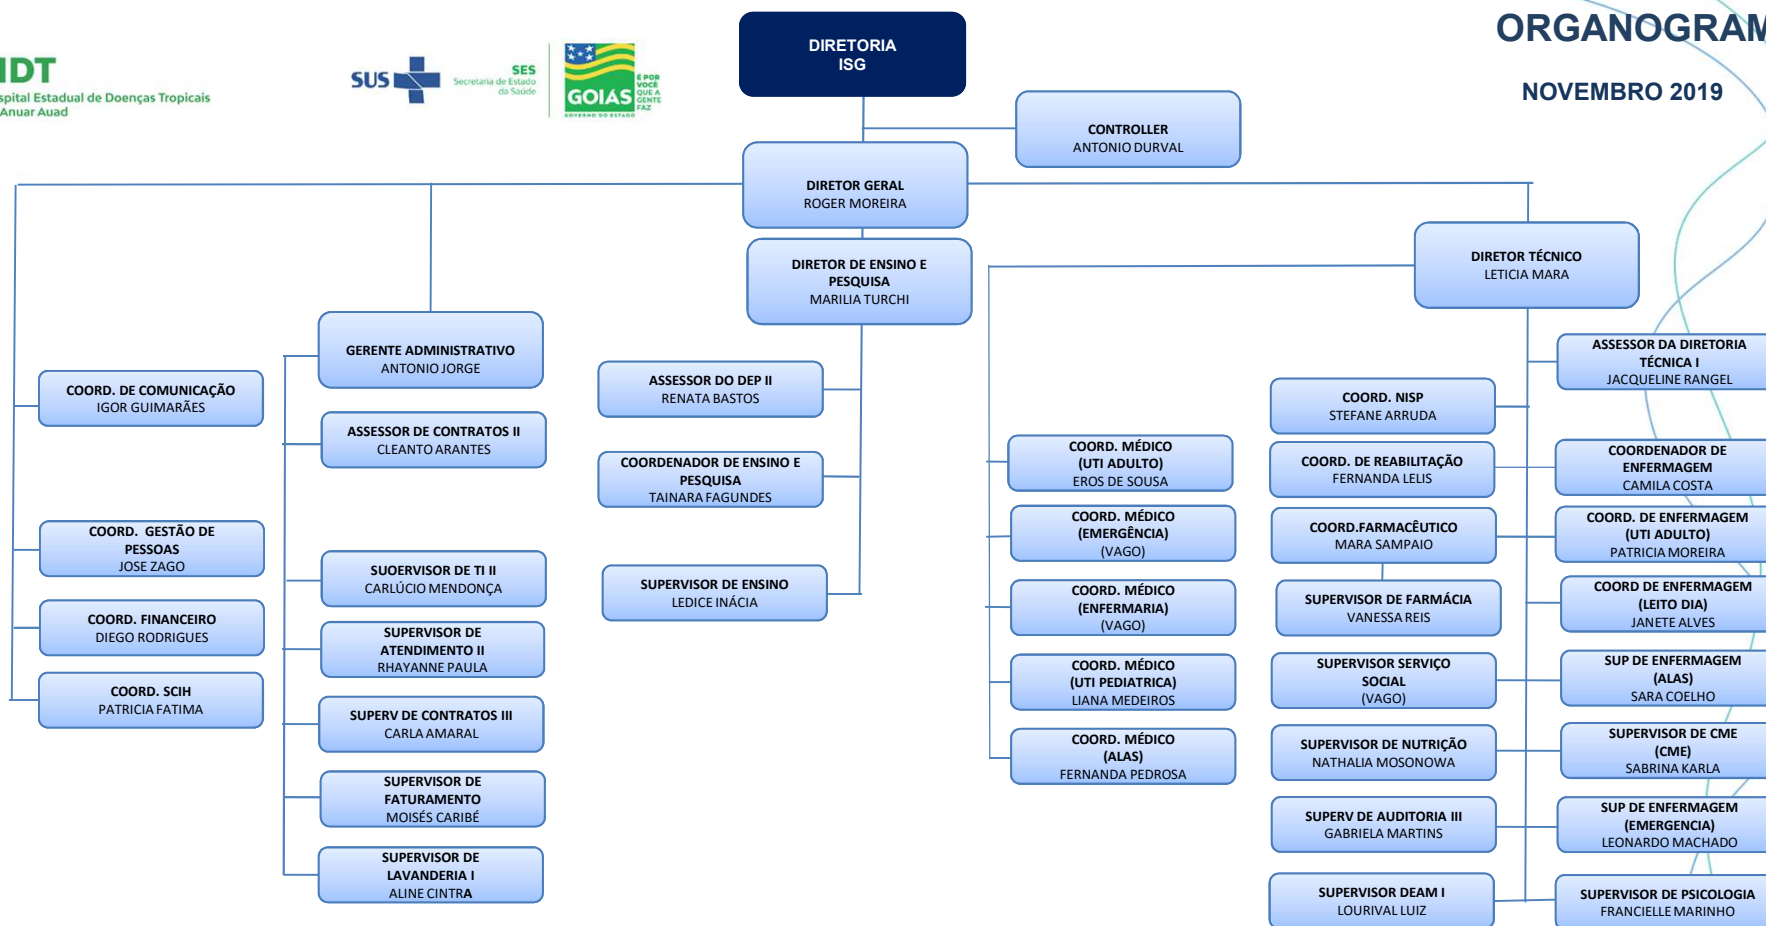 IDT
spital Estadual de Doenças Tropicais
Anuar Auad
SUS
SES
Secretaria de Estado
da Saúde
GOIÁS
GOVERNO DO ESTADO
É POR
VOCÊ
QUE A
GENTE
FAZ
DIRETORIA
ISG
ORGANOGRAM
NOVEMBRO 2019
CONTROLLER
ANTONIO DURVAL
DIRETOR GERAL
ROGER MOREIRA
DIRETOR DE ENSINO E
PESQUISA
MARILIA TURCHI
DIRETOR TÉCNICO
LETICIA MARA
COORD. DE COMUNICAÇÃO
IGOR GUIMARÃES
COORD.  GESTÃO DE
PESSOAS
JOSE ZAGO
COORD. FINANCEIRO
DIEGO RODRIGUES
COORD. SCIH
PATRICIA FATIMA
GERENTE ADMINISTRATIVO
ANTONIO JORGE
ASSESSOR DE CONTRATOS II
CLEANTO ARANTES
SUOERVISOR DE TI II
CARLÚCIO MENDONÇA
SUPERVISOR DE
ATENDIMENTO II
RHAYANNE PAULA
SUPERV DE CONTRATOS III
CARLA AMARAL
SUPERVISOR DE
FATURAMENTO
MOISÉS CARIBÉ
SUPERVISOR DE
LAVANDERIA I
ALINE CINTRA
ASSESSOR DO DEP II
RENATA BASTOS
COORDENADOR DE ENSINO E
PESQUISA
TAINARA FAGUNDES
SUPERVISOR DE ENSINO
LEDICE INÁCIA
COORD. MÉDICO
(UTI ADULTO)
EROS DE SOUSA
COORD. MÉDICO
(EMERGÊNCIA)
(VAGO)
COORD. MÉDICO
(ENFERMARIA)
(VAGO)
COORD. MÉDICO
(UTI PEDIATRICA)
LIANA MEDEIROS
COORD. MÉDICO
(ALAS)
FERNANDA PEDROSA
COORD. NISP
STEFANE ARRUDA
COORD. DE REABILITAÇÃO
FERNANDA LELIS
COORD.FARMACÊUTICO
MARA SAMPAIO
SUPERVISOR DE FARMÁCIA
VANESSA REIS
SUPERVISOR SERVIÇO
SOCIAL
(VAGO)
SUPERVISOR DE NUTRIÇÃO
NATHALIA MOSONOWA
SUPERV DE AUDITORIA III
GABRIELA MARTINS
SUPERVISOR DEAM I
LOURIVAL LUIZ
ASSESSOR DA DIRETORIA
TÉCNICA I
JACQUELINE RANGEL
COORDENADOR DE
ENFERMAGEM
CAMILA COSTA
COORD. DE ENFERMAGEM
(UTI ADULTO)
PATRICIA MOREIRA
COORD DE ENFERMAGEM
(LEITO DIA)
JANETE ALVES
SUP DE ENFERMAGEM
(ALAS)
SARA COELHO
SUPERVISOR DE CME
(CME)
SABRINA KARLA
SUP DE ENFERMAGEM
(EMERGENCIA)
LEONARDO MACHADO
SUPERVISOR DE PSICOLOGIA
FRANCIELLE MARINHO